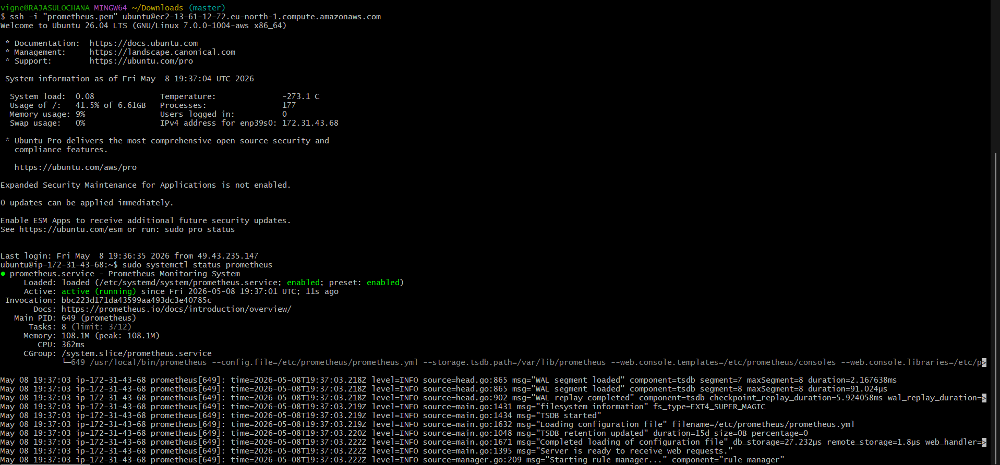 vigne@RAJASULOCHANA MINGW64 ~/Downloads (master)
$ ssh -i "prometheus.pem" ubuntu@ec2-13-61-12-72.eu-north-1.compute.amazonaws.com
Welcome to Ubuntu 26.04 LTS (GNU/Linux 7.0.0-1004-aws x86_64)
* Documentation:  https://docs.ubuntu.com
* Management:     https://landscape.canonical.com
* Support:        https://ubuntu.com/pro
System information as of Fri May  8 19:37:04 UTC 2026
System load:  0.08              Temperature:              -273.1 C
Usage of /:   41.5% of 6.61GB   Processes:                177
Memory usage: 9%                Users logged in:          0
Swap usage:   0%                IPv4 address for enp39s0: 172.31.43.68
* Ubuntu Pro delivers the most comprehensive open source security and
compliance features.
https://ubuntu.com/aws/pro
Expanded Security Maintenance for Applications is not enabled.
0 updates can be applied immediately.
Enable ESM Apps to receive additional future security updates.
See https://ubuntu.com/esm or run: sudo pro status
Last login: Fri May  8 19:36:35 2026 from 49.43.235.147
ubuntu@ip-172-31-43-68:~$ sudo systemctl status prometheus
● prometheus.service - Prometheus Monitoring System
Loaded: loaded (/etc/systemd/system/prometheus.service; enabled; preset: enabled)
Active: active (running) since Fri 2026-05-08 19:37:01 UTC; 11s ago
Invocation: bbc223d171da43599aa493dc3e40785c
Docs: https://prometheus.io/docs/introduction/overview/
Main PID: 649 (prometheus)
Tasks: 8 (limit: 3712)
Memory: 108.1M (peak: 108.1M)
CPU: 362ms
CGroup: /system.slice/prometheus.service
└─649 /usr/local/bin/prometheus --config.file=/etc/prometheus/prometheus.yml --storage.tsdb.path=/var/lib/prometheus --web.console.templates=/etc/prometheus/consoles --web.console.libraries=/etc/p>
May 08 19:37:03 ip-172-31-43-68 prometheus[649]: time=2026-05-08T19:37:03.218Z level=INFO source=head.go:865 msg="WAL segment loaded" component=tsdb segment=7 maxSegment=8 duration=2.167638ms
May 08 19:37:03 ip-172-31-43-68 prometheus[649]: time=2026-05-08T19:37:03.218Z level=INFO source=head.go:865 msg="WAL segment loaded" component=tsdb segment=8 maxSegment=8 duration=91.024µs
May 08 19:37:03 ip-172-31-43-68 prometheus[649]: time=2026-05-08T19:37:03.218Z level=INFO source=head.go:902 msg="WAL replay completed" component=tsdb checkpoint_replay_duration=5.924058ms wal_replay_duration=>
May 08 19:37:03 ip-172-31-43-68 prometheus[649]: time=2026-05-08T19:37:03.219Z level=INFO source=main.go:1431 msg="filesystem information" fs_type=EXT4_SUPER_MAGIC
May 08 19:37:03 ip-172-31-43-68 prometheus[649]: time=2026-05-08T19:37:03.219Z level=INFO source=main.go:1434 msg="TSDB started"
May 08 19:37:03 ip-172-31-43-68 prometheus[649]: time=2026-05-08T19:37:03.219Z level=INFO source=main.go:1632 msg="Loading configuration file" filename=/etc/prometheus/prometheus.yml
May 08 19:37:03 ip-172-31-43-68 prometheus[649]: time=2026-05-08T19:37:03.220Z level=INFO source=main.go:1048 msg="TSDB retention updated" duration=15d size=0B percentage=0
May 08 19:37:03 ip-172-31-43-68 prometheus[649]: time=2026-05-08T19:37:03.222Z level=INFO source=main.go:1671 msg="Completed loading of configuration file" db_storage=27.232µs remote_storage=1.8µs web_handler=>
May 08 19:37:03 ip-172-31-43-68 prometheus[649]: time=2026-05-08T19:37:03.222Z level=INFO source=main.go:1395 msg="Server is ready to receive web requests."
May 08 19:37:03 ip-172-31-43-68 prometheus[649]: time=2026-05-08T19:37:03.222Z level=INFO source=manager.go:209 msg="Starting rule manager..." component="rule manager"